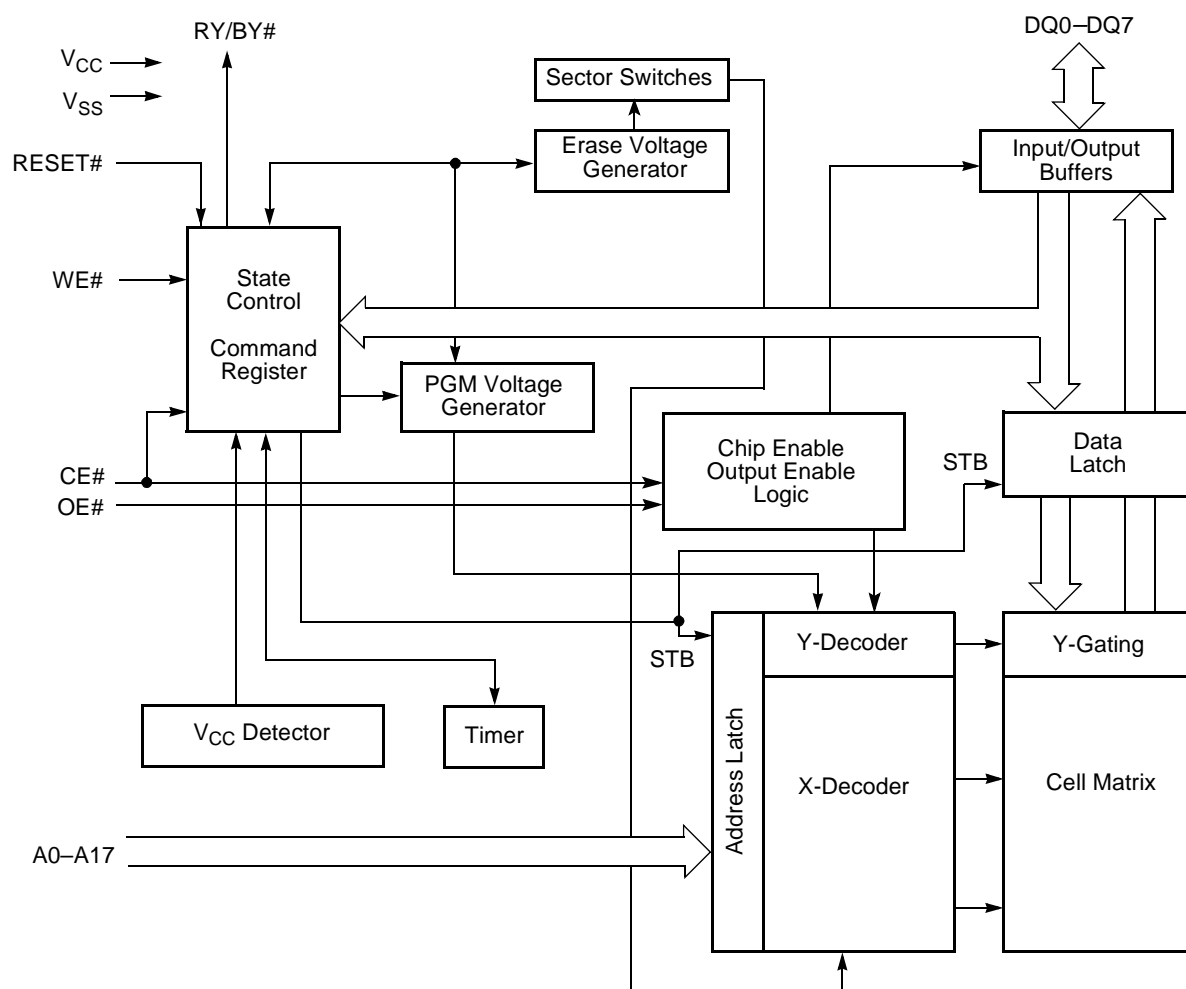 RY/BY#
DQ0–DQ7
VCC
VSS
Sector Switches
RESET#
Erase Voltage
Generator
Input/Output
Buffers
WE#
State
Control
Command
Register
PGM Voltage
Generator
CE#
OE#
Chip Enable
Output Enable
Logic
STB
Data
Latch
STB
Y-Decoder
Y-Gating
VCC Detector
Timer
Address Latch
X-Decoder
Cell Matrix
A0–A17